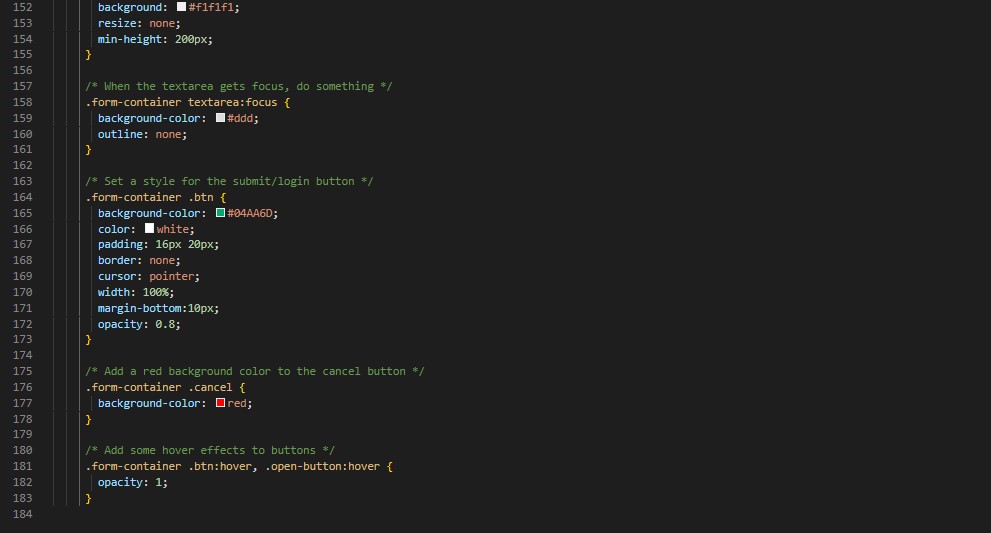 152 background: #f1f1f1;
153 resize: none;
154 min-height: 200px;
155 }
156
157 /* When the textarea gets focus, do something */
158 .form-container textarea:focus {
159 background-color: #ddd;
160 outline: none;
161 }
162
163 /* Set a style for the submit/login button */
164 .form-container .btn {
165 background-color: #04AA6D;
166 color: white;
167 padding: 16px 20px;
168 border: none;
169 cursor: pointer;
170 width: 100%;
171 margin-bottom:10px;
172 opacity: 0.8;
173 }
174
175 /* Add a red background color to the cancel button */
176 .form-container .cancel {
177 background-color: red;
178 }
179
180 /* Add some hover effects to buttons */
181 .form-container .btn:hover, .open-button:hover {
182 opacity: 1;
183 }
184